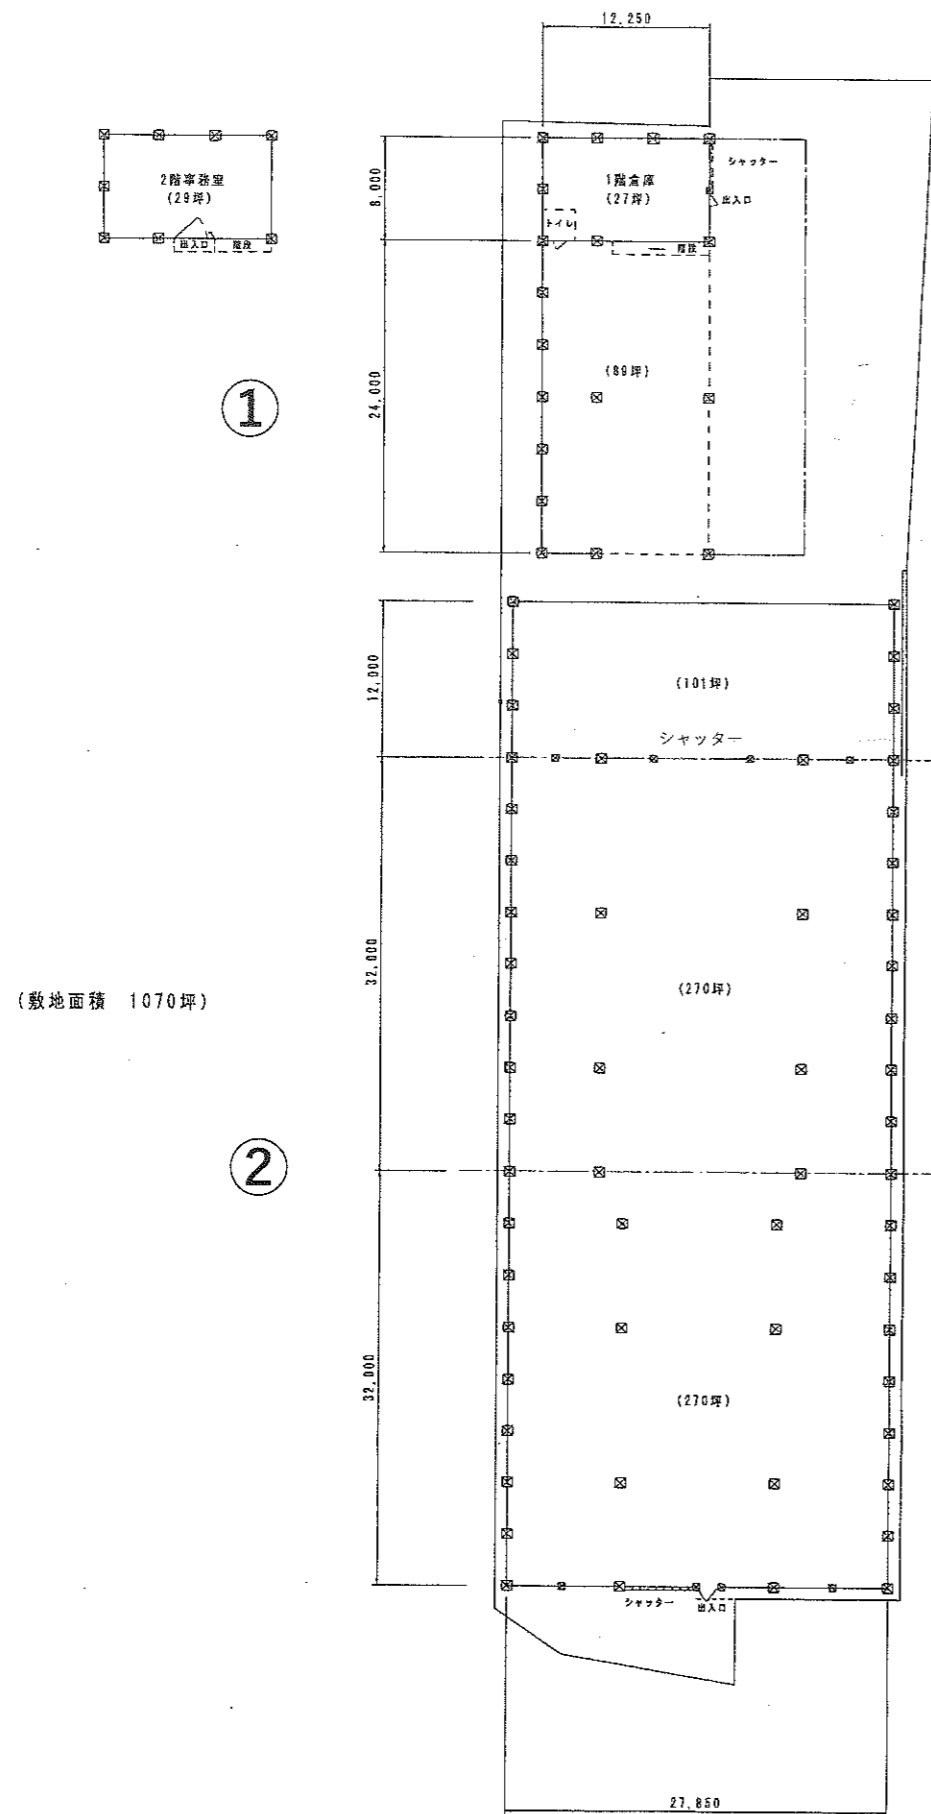 12,250
2階事務室
(29坪)
出入口
階段
8,000
1階倉庫
(27坪)
シャッター
出入口
トイレ
階段
24,000
(89坪)
①
12,000
(101坪)
シャッター
32,000
(270坪)
(敷地面積 1070坪)
②
32,000
(270坪)
シャッター
出入口
27,850